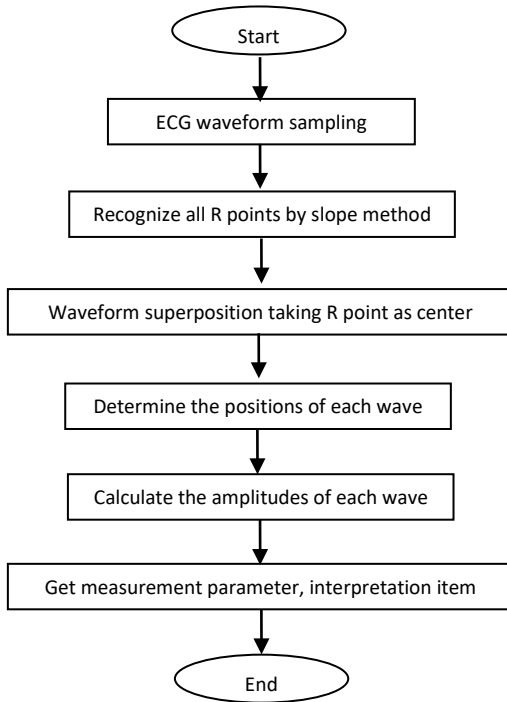 Start
ECG waveform sampling
Recognize all R points by slope method
Waveform superposition taking R point as center
Determine the positions of each wave
Calculate the amplitudes of each wave
Get measurement parameter, interpretation item
End